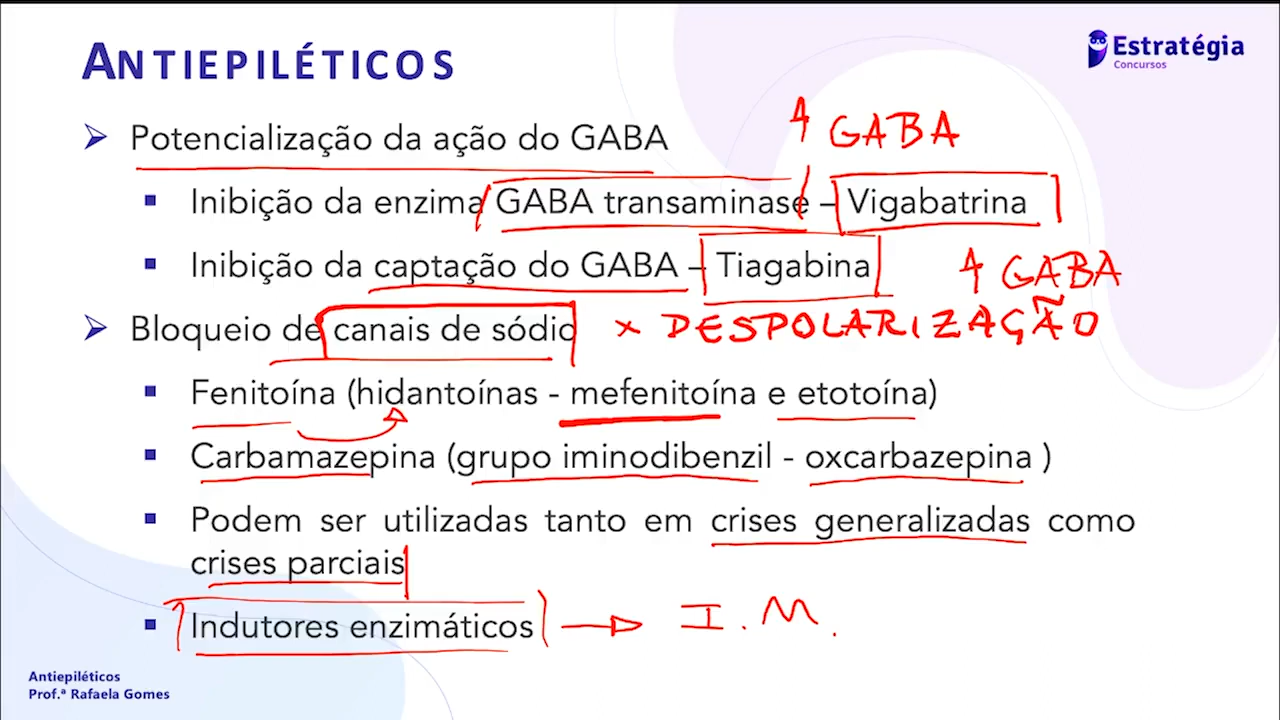 ANTIEPILÉTICOS
Estratégia
Concursos
➢ Potencialização da ação do GABA
↑ GABA
▪ Inibição da enzima GABA transaminase – Vigabatrina
▪ Inibição da captação do GABA – Tiagabina
↑ GABA
➢ Bloqueio de canais de sódio
x DESPOLARIZAÇÃO
▪ Fenitoína (hidantoínas - mefenitoína e etotoína)
▪ Carbamazepina (grupo iminodibenzil - oxcarbazepina )
▪ Podem ser utilizadas tanto em crises generalizadas como
crises parciais
▪ Indutores enzimáticos → I.M.
Antiepiléticos
Prof.ª Rafaela Gomes